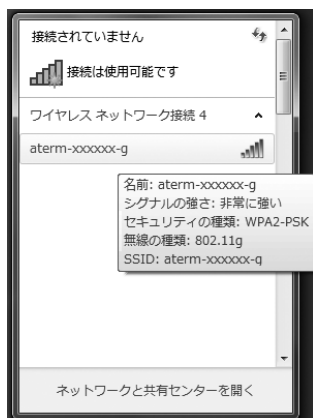 接続されていません
接続は使用可能です
ワイヤレス ネットワーク接続 4
aterm-xxxxxx-g
名前: aterm-xxxxxx-g
シグナルの強さ: 非常に強い
セキュリティの種類: WPA2-PSK
無線の種類: 802.11g
SSID: aterm-xxxxxx-g
ネットワークと共有センターを開く